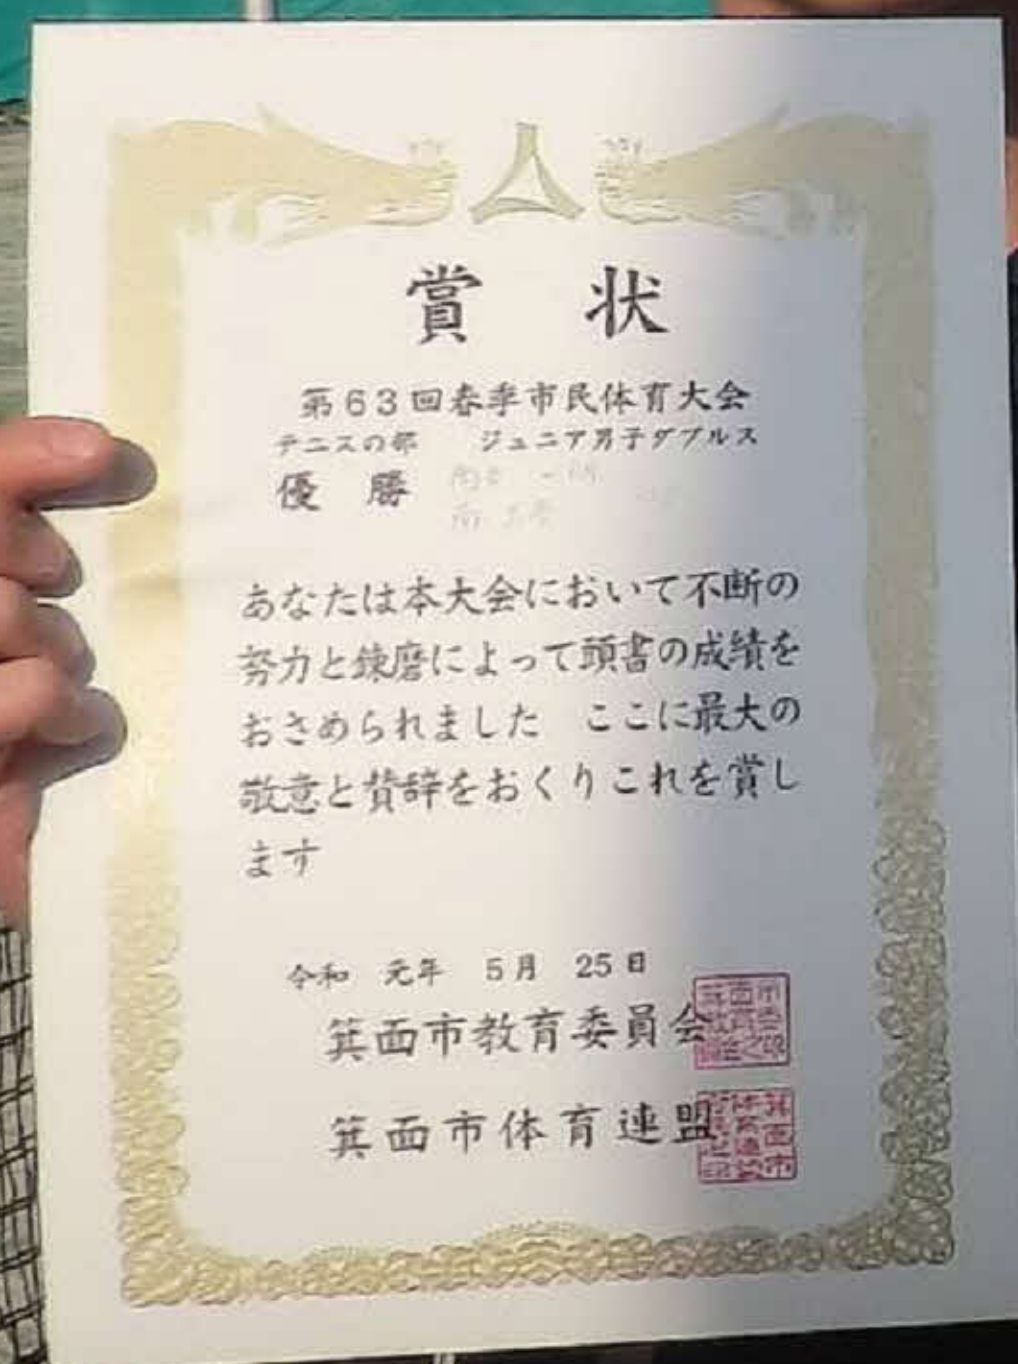 賞状
第63回春季市民体育大会
テニスの部 ジュニア男子ダブルス
優勝
あなたは本大会において不断の
努力と錬磨によって頭書の成績を
おさめられました ここに最大の
敬意と賛辞をおくりこれを賞し
ます
令和 元年 5月 25日
箕面市教育委員会
箕面市体育連盟